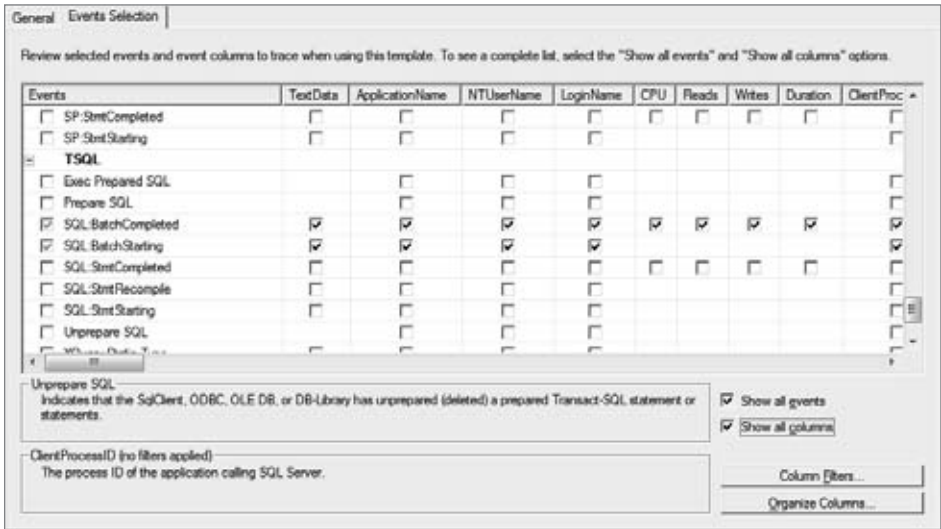 General Events Selection
Review selected events and event columns to trace when using this template. To see a complete list, select the "Show all events" and "Show all columns" options.
Events TextData ApplicationName NTUserName LoginName CPU Reads Writes Duration ClientProc
SP:StmtCompleted
SP:StmtStarting
TSQL
Exec Prepared SQL
Prepare SQL
SQL:BatchCompleted
SQL:BatchStarting
SQL:StmtCompleted
SQL:StmtRecompile
SQL:StmtStarting
Unprepare SQL
Unprepare SQL
Indicates that the SqlClient, ODBC, OLE DB, or DB-Library has unprepared (deleted) a prepared Transact-SQL statement or
statements.
Show all events
Show all columns
ClientProcessID (no filters applied)
The process ID of the application calling SQL Server.
Column Filters...
Organize Columns...